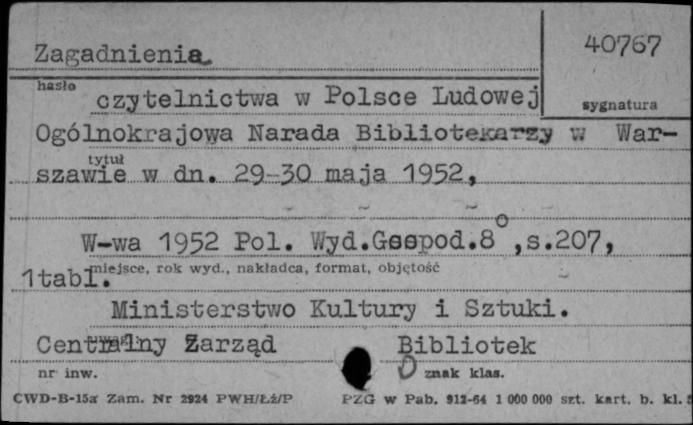 Zagadnienia
40767
hasło
czytelnictwa w Polsce Ludowej
sygnatura
Ogólnokrajowa Narada Bibliotekarzy w War-
tytuł
szawie w dn. 29-30 maja 1952,
W-wa 1952 Pol. Wyd.Gospod.8°,s.207,
miejsce, rok wyd., nakładca, format, objętość
1tabl.
Ministerstwo Kultury i Sztuki.
uwagi
Centralny Zarząd Bibliotek
nr inw.
znak klas.
CWD-B-15a Zam. Nr 2924 PWH/Łż/P PZG w Pab. 912-64 1 000 000 szt. kart. b. kl.